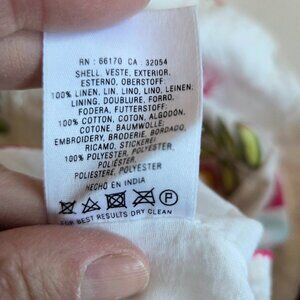 RN : 66170 CA : 32054
SHELL, VESTE, EXTERIOR,
ESTERNO, OBERSTOFF:
100% LINEN, LIN, LINO, LINO, LEINEN
LINING, DOUBLURE, FORRO,
FODERA, FUTTERSTOFF:
100% COTTON, COTON, ALGODON,
COTONE, BAUMWOLLE:
EMBROIDERY, BRODERIE, BORDADO,
RICAMO, STICKEREI:
100% POLYESTER, POLYESTER,
POLIESTERE, POLYESTER
HECHO EN INDIA
P
FOR BEST RESULTS DRY CLEAN